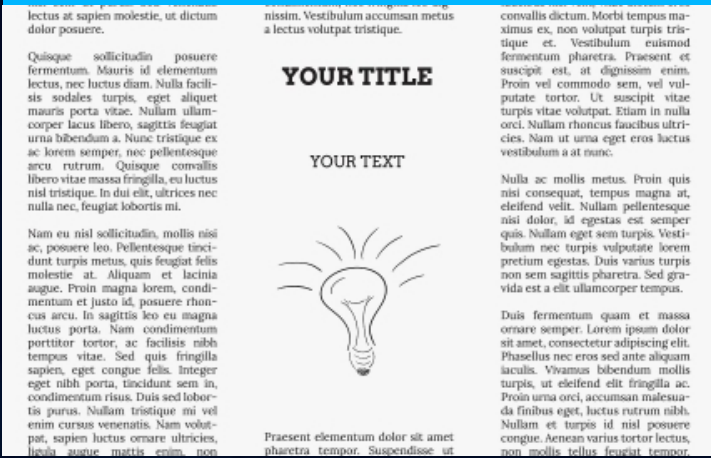 lectus at sapien molestie, ut dictum
dolor posuere.
Quisque sollicitudin posuere
fermentum. Mauris id elementum
lectus, nec luctus diam. Nulla facili-
sis sodales turpis, eget aliquet
mauris porta vitae. Nullam ullam-
corper lacus libero, sagittis feugiat
urna bibendum a. Nunc tristique ex
ac lorem semper, nec pellentesque
arcu rutrum. Quisque convallis
libero vitae massa fringilla, eu luctus
nisl tristique. In dui elit, ultrices nec
nulla nec, feugiat lobortis mi.
Nam eu nisl sollicitudin, mollis nisi
ac, posuere leo. Pellentesque tinci-
dunt turpis metus, quis feugiat felis
molestie at. Aliquam et lacinia
augue. Proin magna lorem, condi-
mentum et justo id, posuere rhon-
cus arcu. In sagittis leo eu magna
luctus porta. Nam condimentum
porttitor tortor, ac facilisis nibh
tempus vitae. Sed quis fringilla
sapien, eget congue felis. Integer
eget nibh porta, tincidunt sem in,
condimentum risus. Duis sed lobor-
tis purus. Nullam tristique mi vel
enim cursus venenatis. Nam volut-
pat, sapien luctus ornare ultricies,
ligula augue mattis enim, non
nissim. Vestibulum accumsan metus
a lectus volutpat tristique.
YOUR TITLE
YOUR TEXT
Praesent elementum dolor sit amet
pharetra tempor. Suspendisse ut
convallis dictum. Morbi tempus ma-
ximus ex, non volutpat turpis tris-
tique et. Vestibulum euismod
fermentum pharetra. Praesent et
suscipit est, at dignissim enim.
Proin vel commodo sem, vel vul-
putate tortor. Ut suscipit vitae
turpis vitae volutpat. Etiam in nulla
orci. Nullam rhoncus faucibus ultri-
cies. Nam ut urna eget eros luctus
vestibulum a at nunc.
Nulla ac mollis metus. Proin quis
nisi consequat, tempus magna at,
eleifend velit. Nullam pellentesque
nisi dolor, id egestas est semper
quis. Nullam eget sem turpis. Vesti-
bulum nec turpis vulputate lorem
pretium egestas. Duis varius turpis
non sem sagittis pharetra. Sed gra-
vida est a elit ullamcorper tempus.
Duis fermentum quam et massa
ornare semper. Lorem ipsum dolor
sit amet, consectetur adipiscing elit.
Phasellus nec eros sed ante aliquam
iaculis. Vivamus bibendum mollis
turpis, ut eleifend elit fringilla ac.
Proin urna orci, accumsan malesua-
da finibus eget, luctus rutrum nibh.
Nullam et turpis id nisl posuere
congue. Aenean varius tortor lectus,
non mollis tellus feugiat tempor.